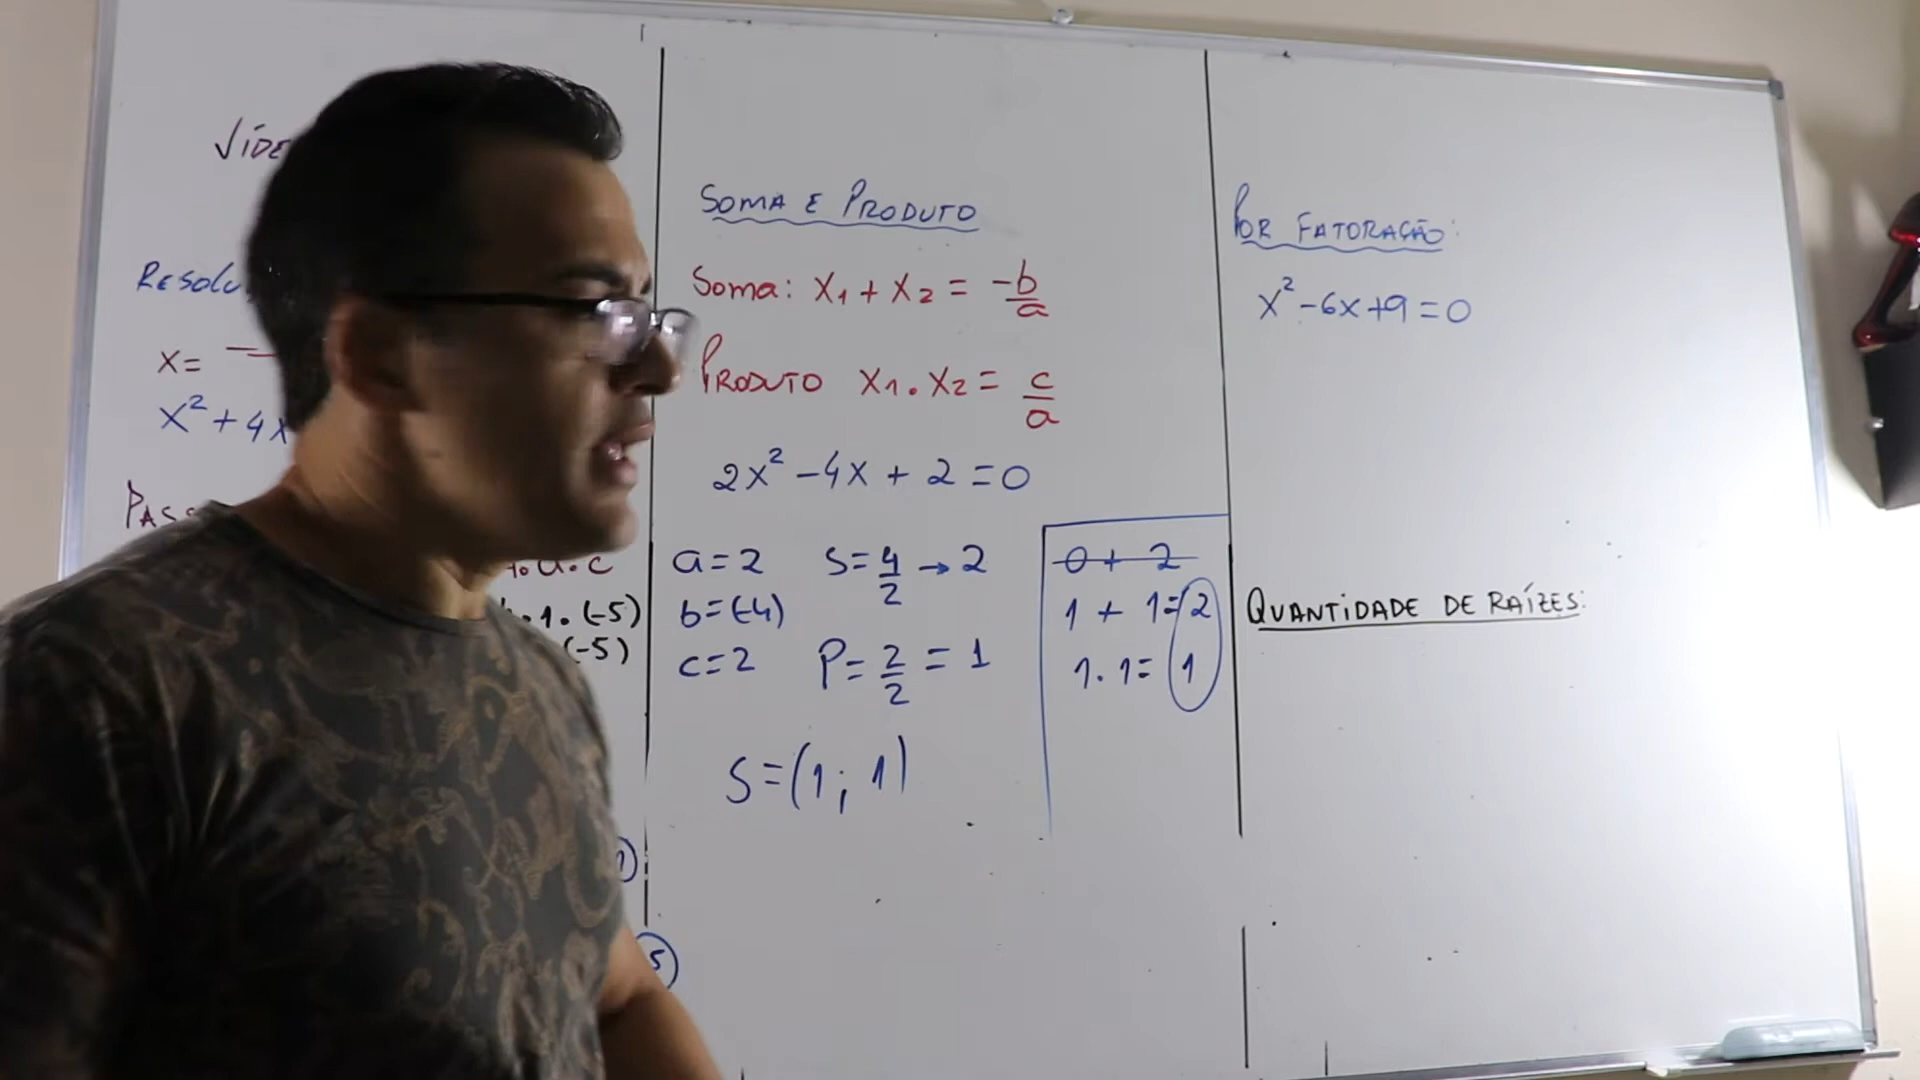 x =
x² + 4x
.1.(-5)
(-5)
SOMA E PRODUTO
Soma: X₁ + X₂ = -b/a
PRODUTO X₁ . X₂ = c/a
2x² - 4x + 2 = 0
a = 2 S = 4/2 → 2
b = (-4)
c = 2 P = 2/2 = 1
S = (1; 1)
0 + 2
1 + 1 = 2
1 . 1 = 1
POR FATORAÇÃO:
x² - 6x + 9 = 0
QUANTIDADE DE RAÍZES: